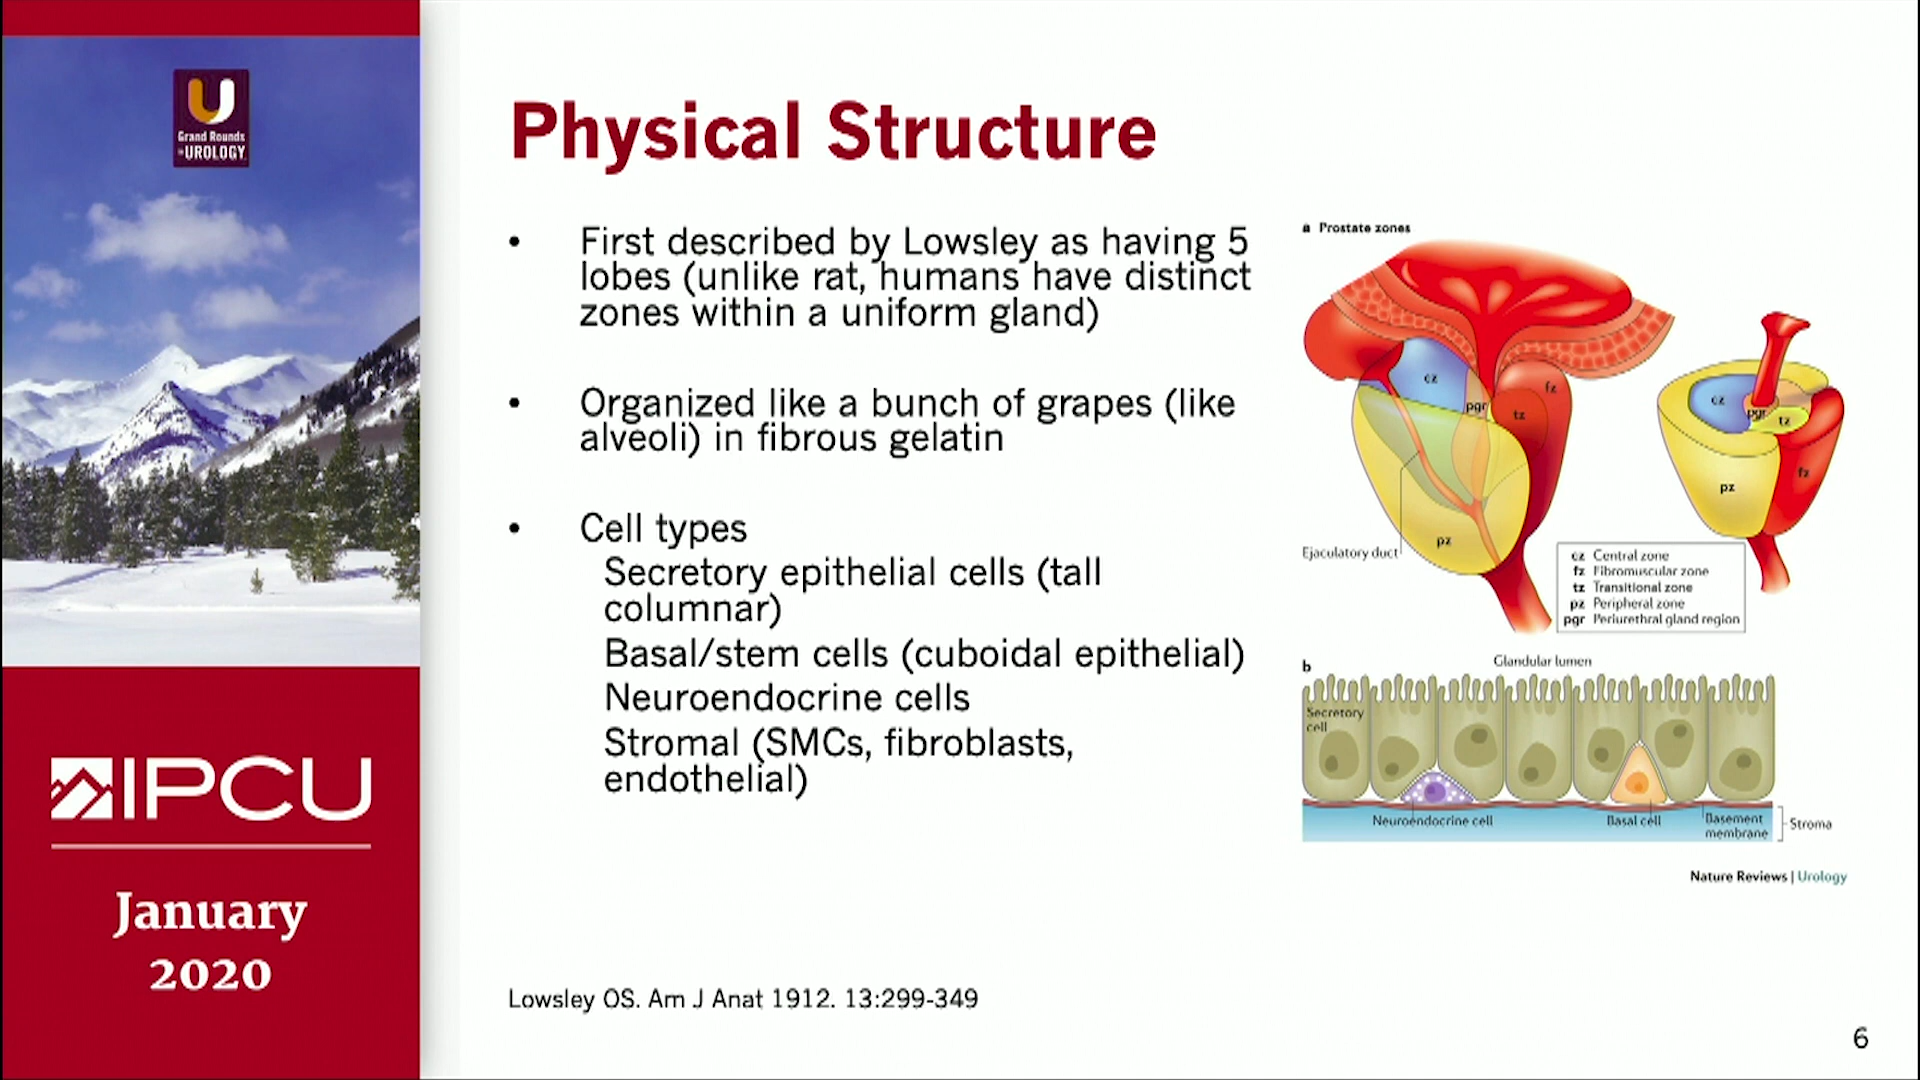 Grand Rounds
in UROLOGY
IPCU
January
2020
Physical Structure
• First described by Lowsley as having 5
lobes (unlike rat, humans have distinct
zones within a uniform gland)
• Organized like a bunch of grapes (like
alveoli) in fibrous gelatin
• Cell types
Secretory epithelial cells (tall
columnar)
Basal/stem cells (cuboidal epithelial)
Neuroendocrine cells
Stromal (SMCs, fibroblasts,
endothelial)
Lowsley OS. Am J Anat 1912. 13:299-349
a Prostate zones
cz
pgr
tz
fz
pz
Ejaculatory duct
cz
pgr
tz
fz
pz
cz Central zone
fz Fibromuscular zone
tz Transitional zone
pz Peripheral zone
pgr Periurethral gland region
b
Glandular lumen
Secretory
cell
Neuroendocrine cell
Basal cell
Basement
membrane
Stroma
Nature Reviews | Urology
6